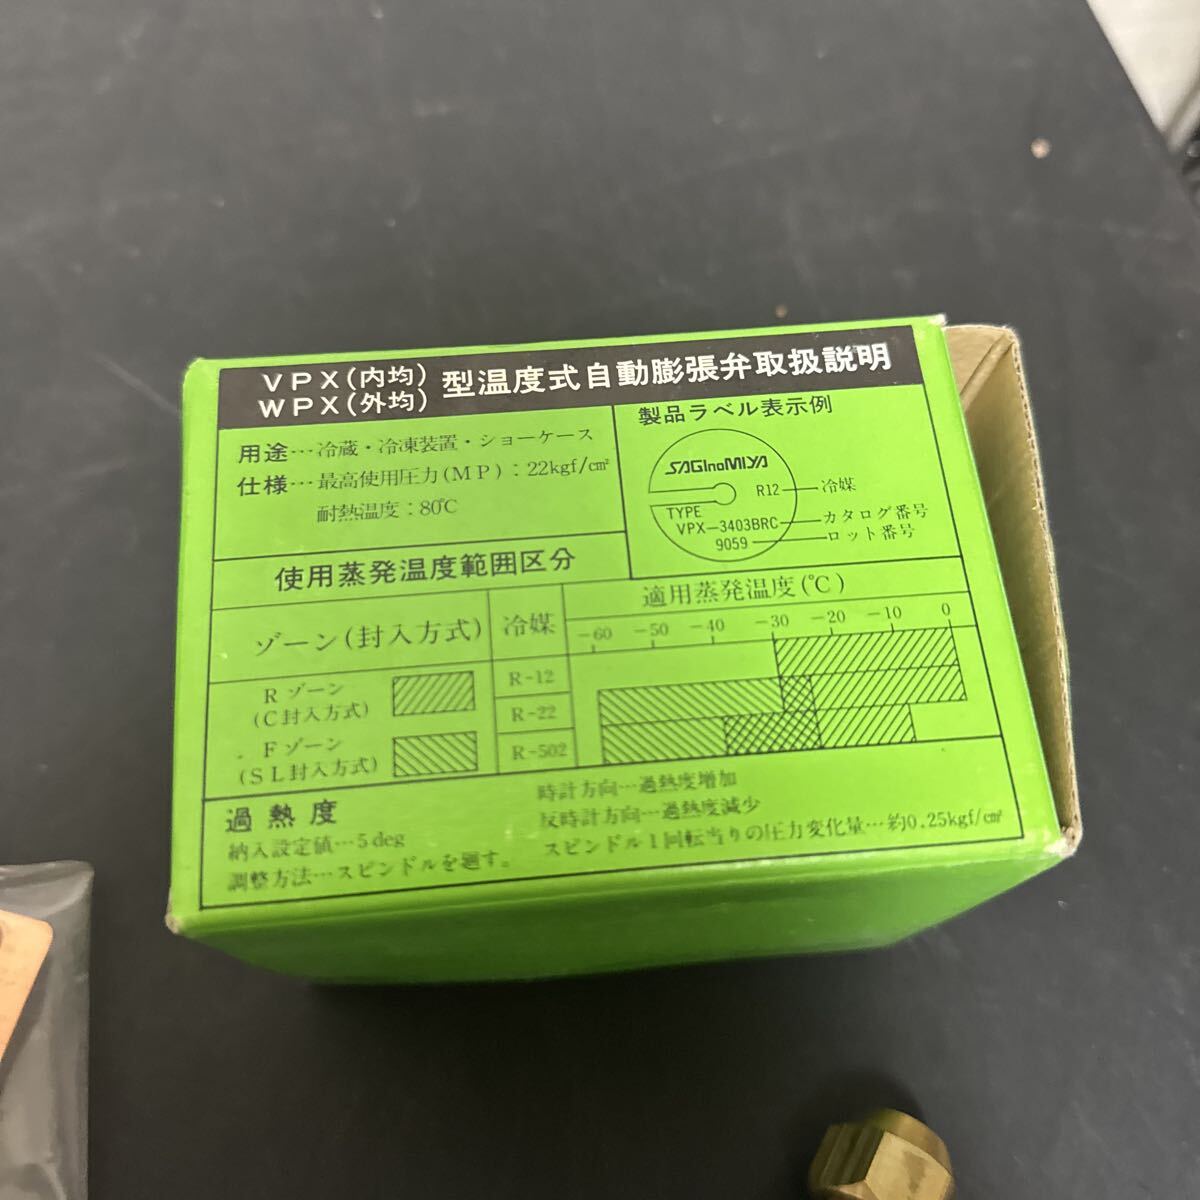 VPX(内均)
WPX(外均) 型温度式自動膨張弁取扱説明
用途…冷蔵・冷凍装置・ショーケース
仕様…最高使用圧力(MP):22kgf/cm²
耐熱温度:80℃
製品ラベル表示例
SAGInoMIYA
R12 冷媒
TYPE
VPX-3403BRC カタログ番号
9059 ロット番号
使用蒸発温度範囲区分
ゾーン(封入方式) 冷媒 適用蒸発温度(℃)
-60 -50 -40 -30 -20 -10 0
Rゾーン
(C封入方式)
Fゾーン
(SL封入方式)
R-12
R-22
R-502
過熱度
納入設定値…5deg
調整方法…スピンドルを廻す。
時計方向…過熱度増加
反時計方向…過熱度減少
スピンドル1回転当りの圧力変化量…約0.25kgf/cm²